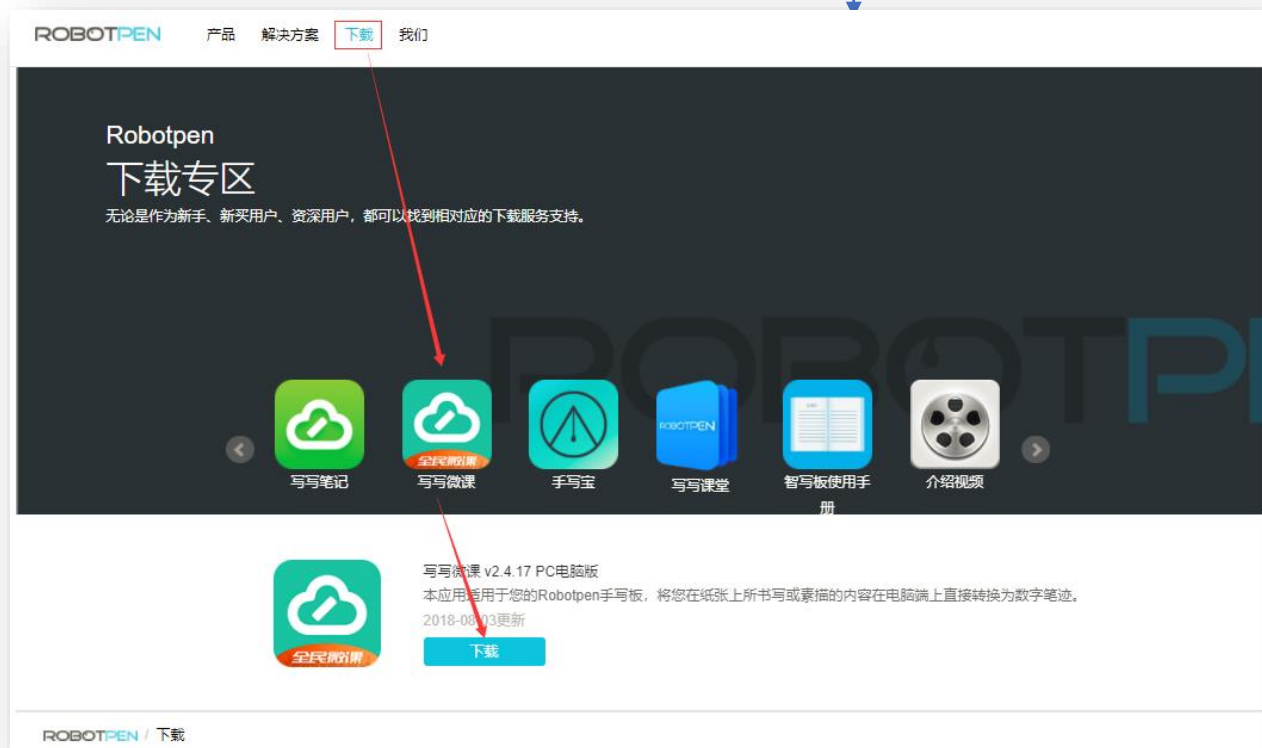 ROBOTPEN 产品 解决方案 下载 我们
Robotpen
下载专区
无论是作为新手、新买用户、资深用户，都可以找到相对应的下载服务支持。
ROBOTPE
全民微课
ROBOTPEN
写写笔记 写写微课 手写宝 写写课堂 智写板使用手册 介绍视频
写写微课 v2.4.17 PC电脑版
本应用适用于您的Robotpen手写板，将您在纸张上所书写或素描的内容在电脑端上直接转换为数字笔迹。
2018-08-03更新
全民微课
下载
ROBOTPEN / 下载